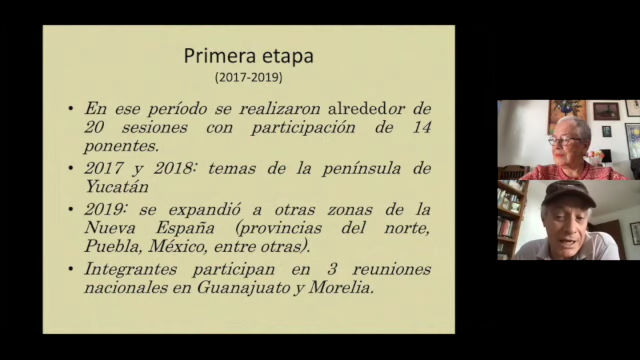 Primera etapa
(2017-2019)
• En ese período se realizaron alrededor de
20 sesiones con participación de 14
ponentes.
• 2017 y 2018: temas de la península de
Yucatán
• 2019: se expandió a otras zonas de la
Nueva España (provincias del norte,
Puebla, México, entre otras).
• Integrantes participan en 3 reuniones
nacionales en Guanajuato y Morelia.